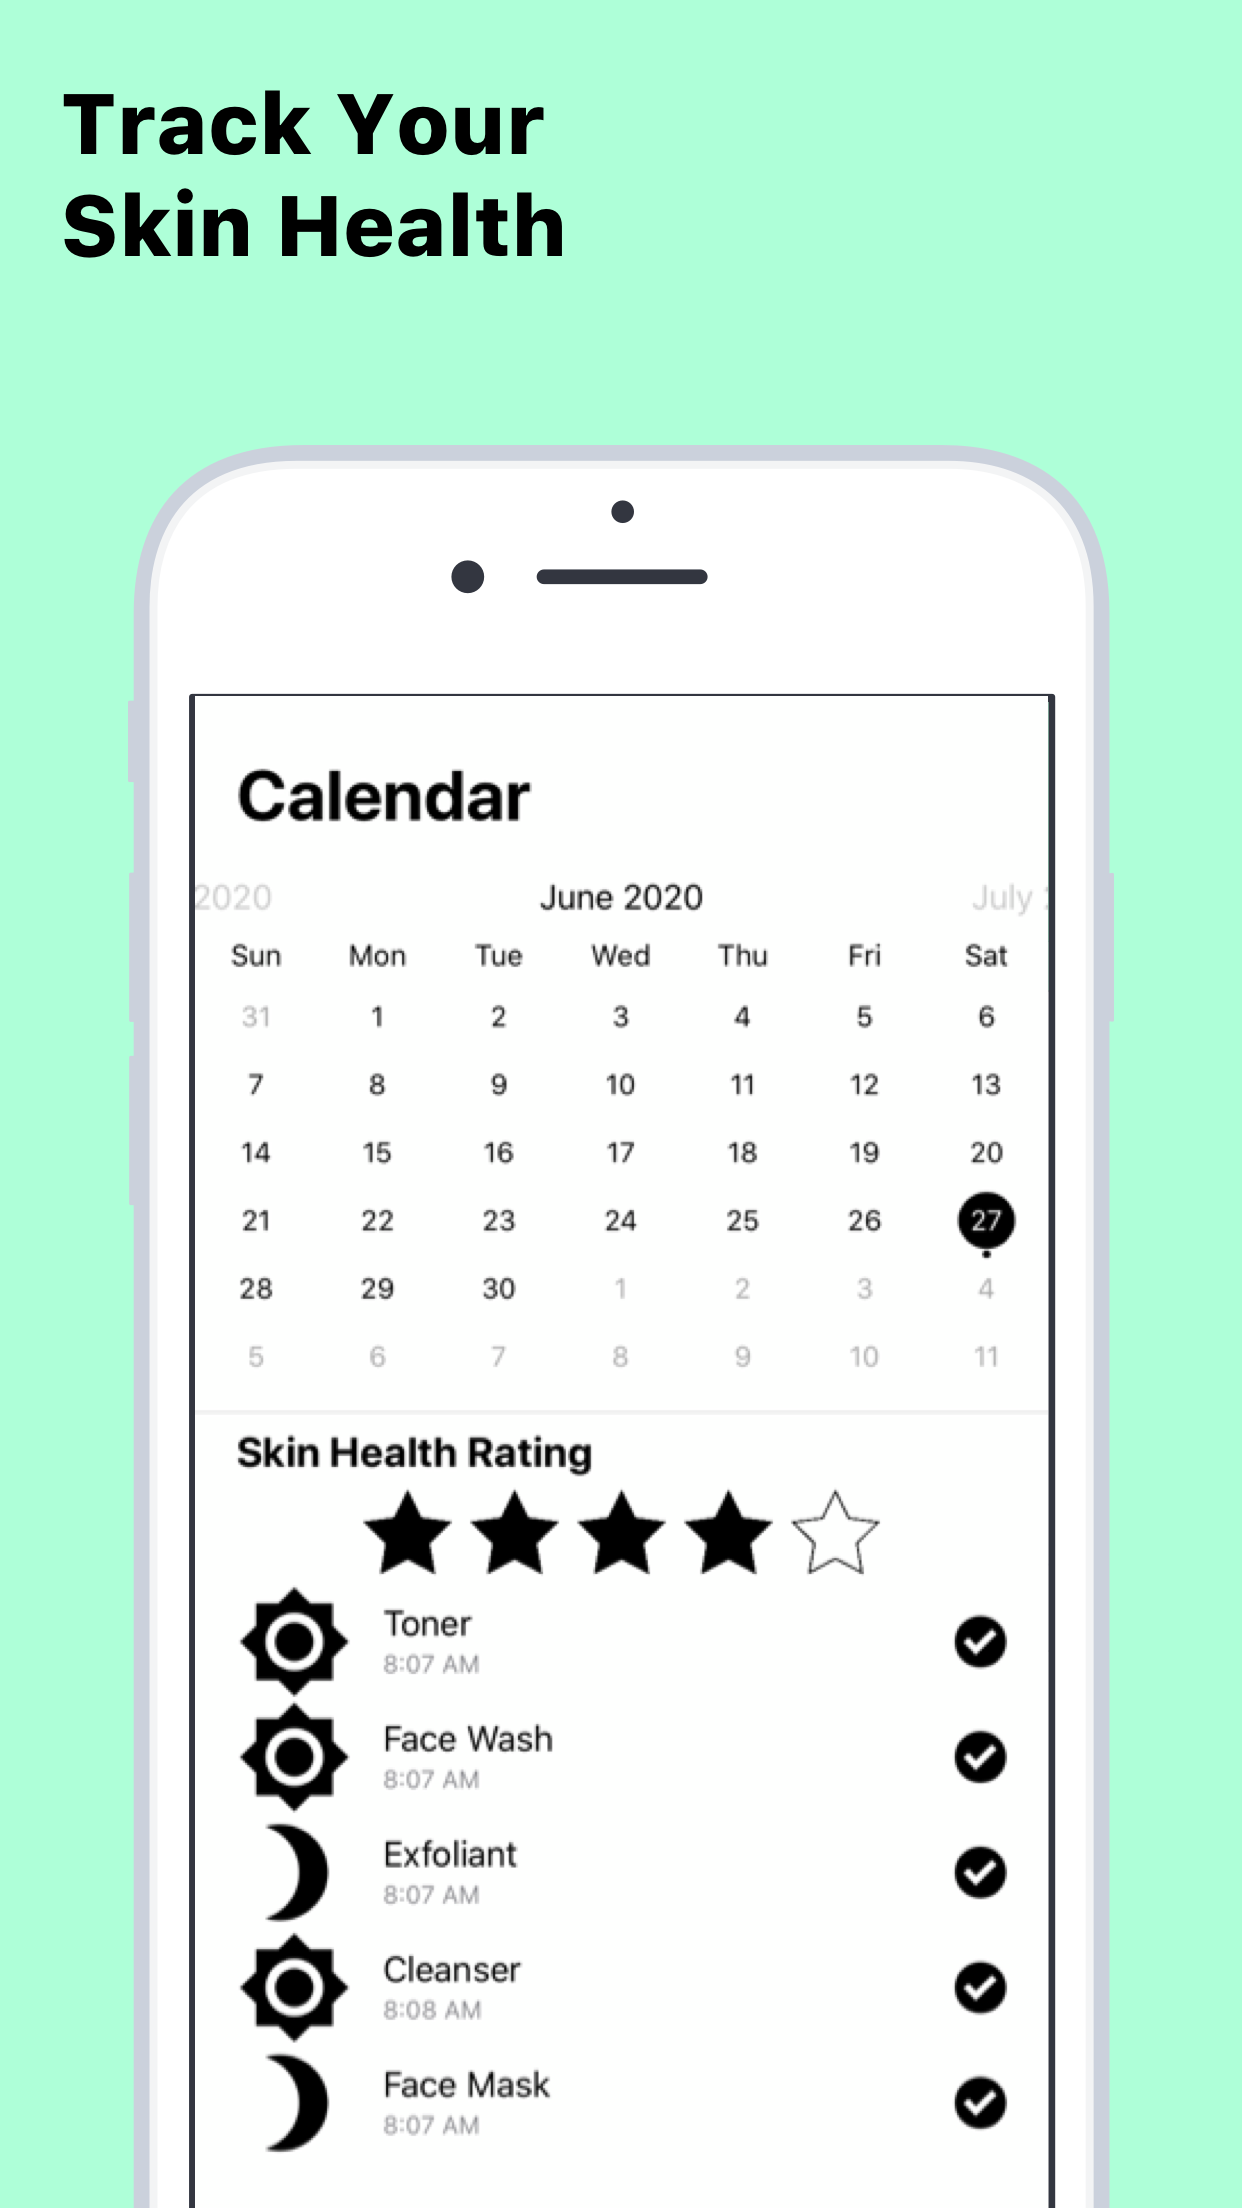 Track Your
Skin Health
Calendar
2020 June 2020 July
Sun Mon Tue Wed Thu Fri Sat
31 1 2 3 4 5 6
7 8 9 10 11 12 13
14 15 16 17 18 19 20
21 22 23 24 25 26 27
28 29 30 1 2 3 4
5 6 7 8 9 10 11
Skin Health Rating
Toner
8:07 AM
Face Wash
8:07 AM
Exfoliant
8:07 AM
Cleanser
8:08 AM
Face Mask
8:07 AM